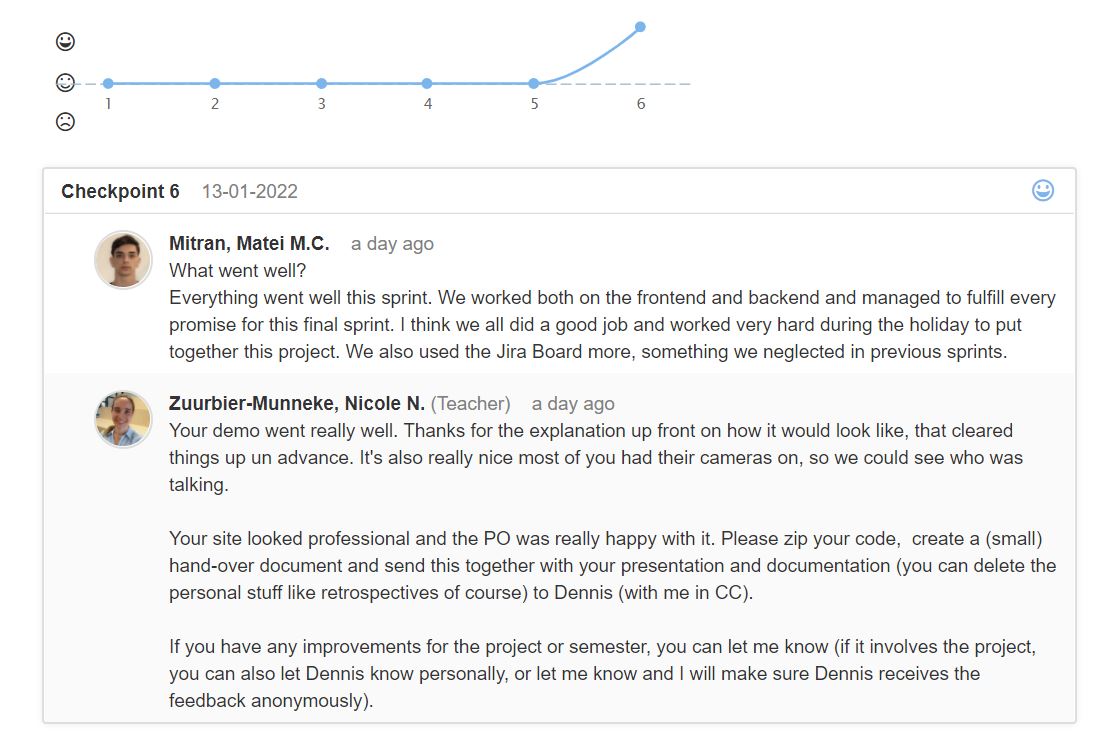 1 2 3 4 5 6
Checkpoint 6 13-01-2022
Mitran, Matei M.C. a day ago
What went well?
Everything went well this sprint. We worked both on the frontend and backend and managed to fulfill every
promise for this final sprint. I think we all did a good job and worked very hard during the holiday to put
together this project. We also used the Jira Board more, something we neglected in previous sprints.
Zuurbier-Munneke, Nicole N. (Teacher) a day ago
Your demo went really well. Thanks for the explanation up front on how it would look like, that cleared
things up un advance. It's also really nice most of you had their cameras on, so we could see who was
talking.
Your site looked professional and the PO was really happy with it. Please zip your code,  create a (small)
hand-over document and send this together with your presentation and documentation (you can delete the
personal stuff like retrospectives of course) to Dennis (with me in CC).
If you have any improvements for the project or semester, you can let me know (if it involves the project,
you can also let Dennis know personally, or let me know and I will make sure Dennis receives the
feedback anonymously).